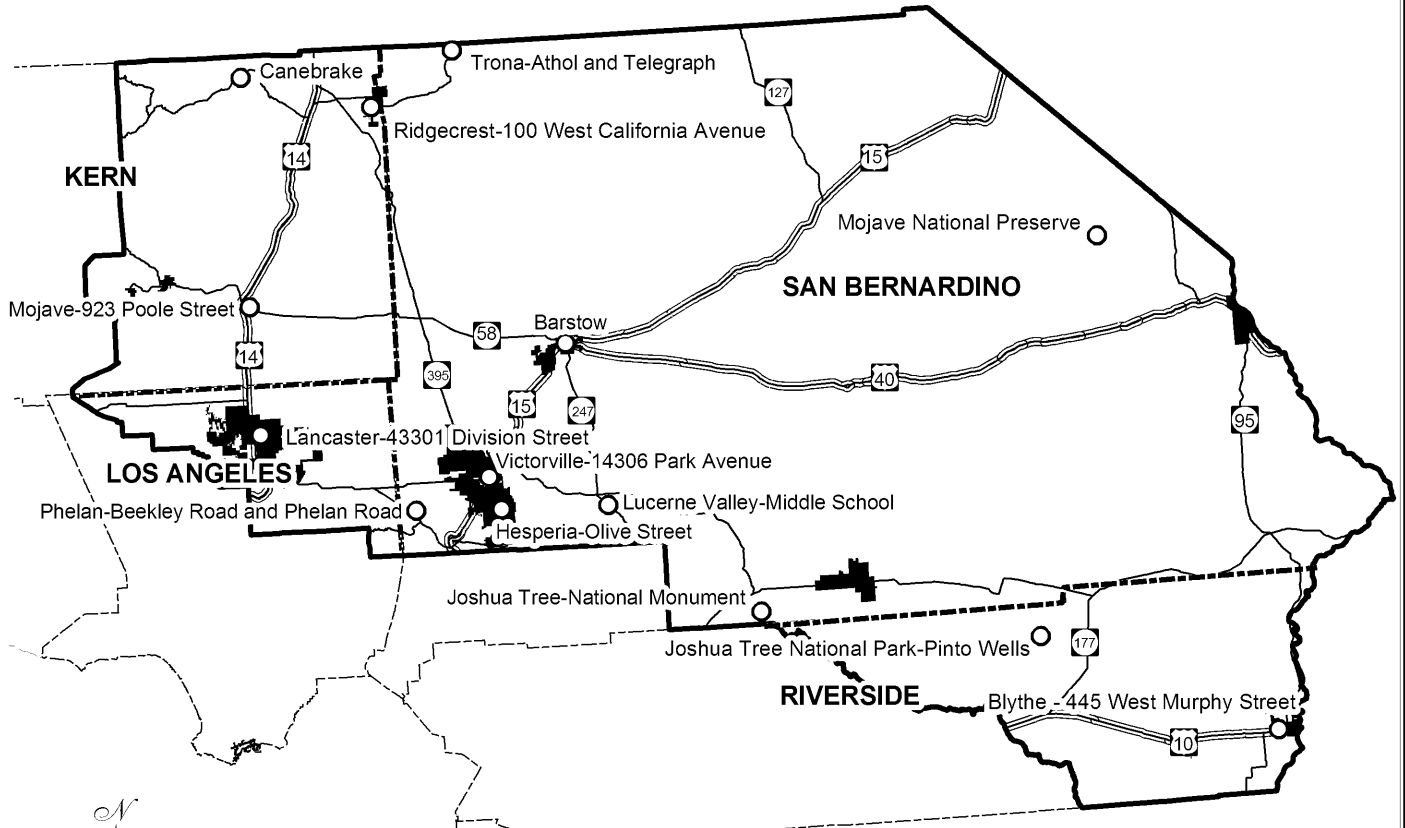 Canebrake
Trona-Athol and Telegraph
127
Ridgecrest-100 West California Avenue
14
15
KERN
Mojave National Preserve
SAN BERNARDINO
Mojave-923 Poole Street
Barstow
58
14
395
40
15
247
95
Lancaster-43301 Division Street
LOS ANGELES
Victorville-14306 Park Avenue
Phelan-Beekley Road and Phelan Road
Lucerne Valley-Middle School
Hesperia-Olive Street
Joshua Tree-National Monument
Joshua Tree National Park-Pinto Wells
177
RIVERSIDE
Blythe - 445 West Murphy Street
10
N